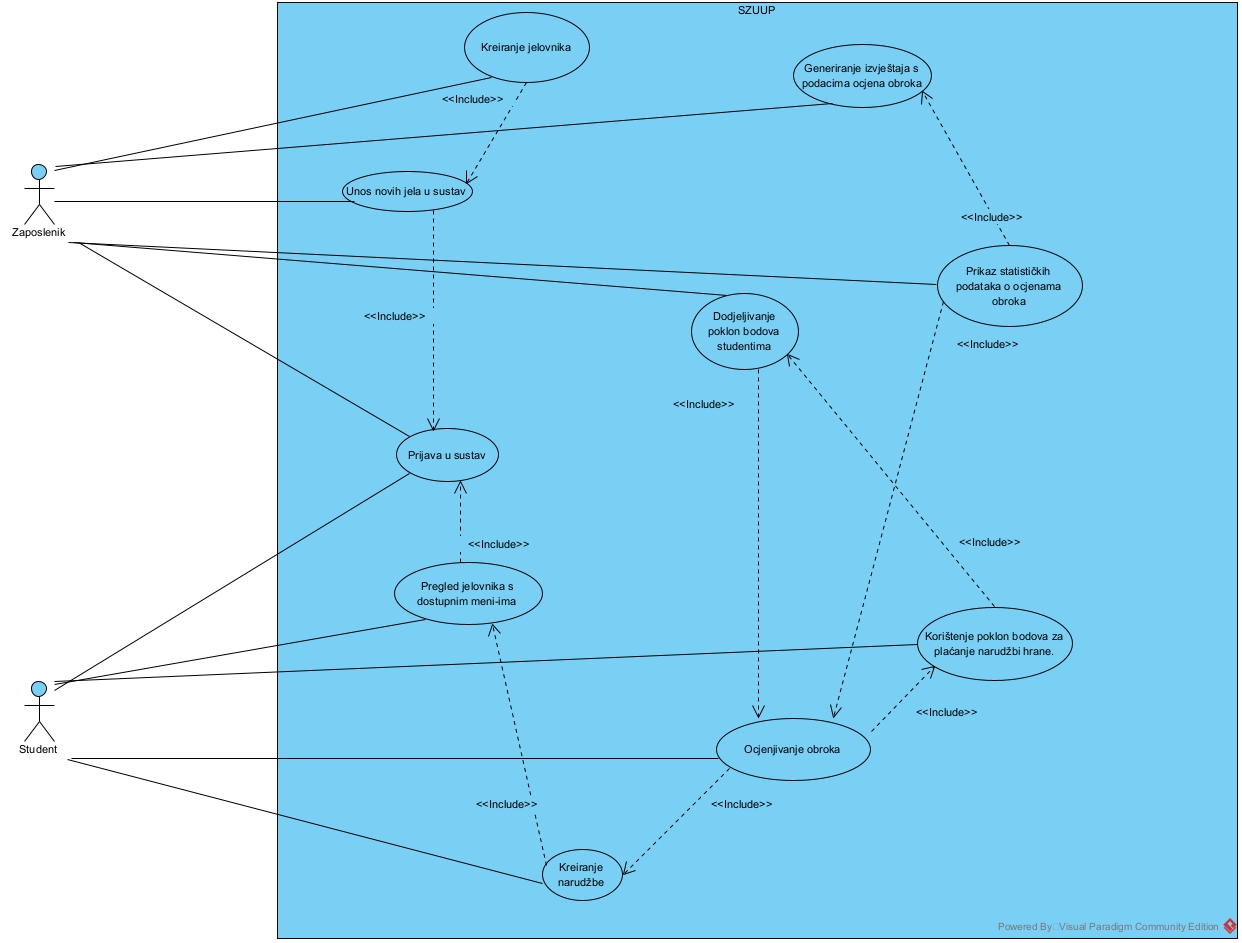 SZUUP
Kreiranje jelovnika
Generiranje izvještaja s
podacima ocjena obroka
<<Include>>
Unos novih jela u sustav
<<Include>>
Zaposlenik
Prikaz statističkih
podataka o ocjenama
obroka
Dodjeljivanje
poklon bodova
studentima
<<Include>>
<<Include>>
<<Include>>
Prijava u sustav
<<Include>>
<<Include>>
Pregled jelovnika s
dostupnim meni-ima
Korištenje poklon bodova za
plaćanje narudžbi hrane.
<<Include>>
Student
Ocjenjivanje obroka
<<Include>>
<<Include>>
Kreiranje
narudžbe
Powered By Visual Paradigm Community Edition